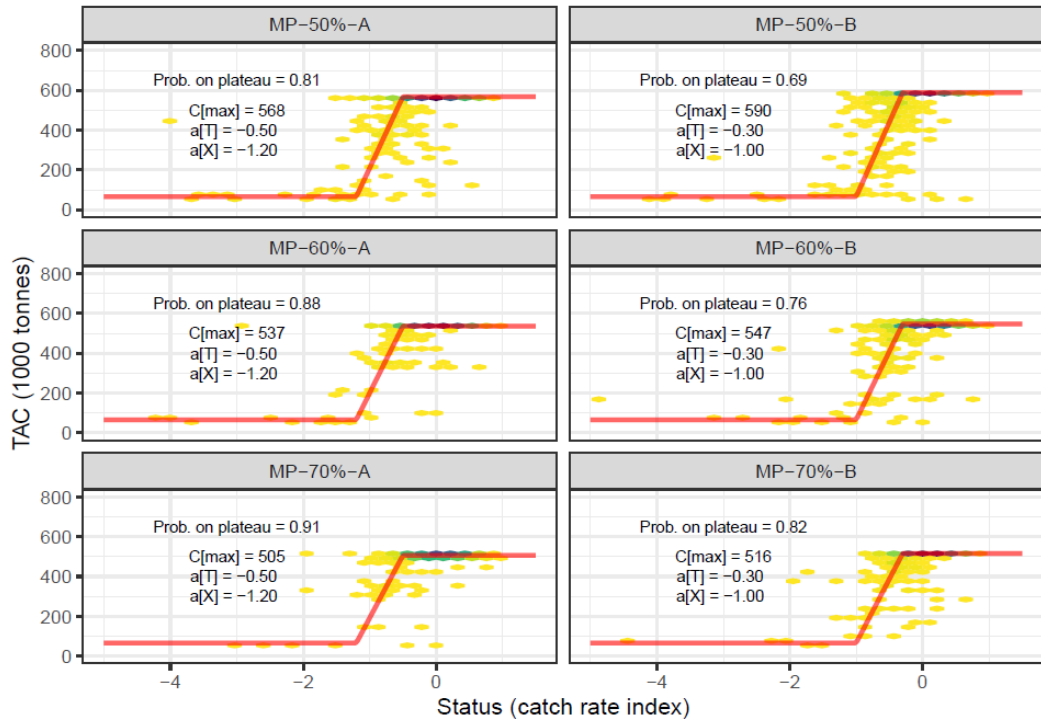 MP−50%−A
MP−50%−B
800
600
400
200
0
Prob. on plateau = 0.81
C[max] = 568
a[T] = −0.50
a[X] = −1.20
Prob. on plateau = 0.69
C[max] = 590
a[T] = −0.30
a[X] = −1.00
MP−60%−A
MP−60%−B
800
600
400
200
0
Prob. on plateau = 0.88
C[max] = 537
a[T] = −0.50
a[X] = −1.20
Prob. on plateau = 0.76
C[max] = 547
a[T] = −0.30
a[X] = −1.00
TAC (1000 tonnes)
MP−70%−A
MP−70%−B
800
600
400
200
0
Prob. on plateau = 0.91
C[max] = 505
a[T] = −0.50
a[X] = −1.20
Prob. on plateau = 0.82
C[max] = 516
a[T] = −0.30
a[X] = −1.00
−4 −2 0 −4 −2 0
Status (catch rate index)